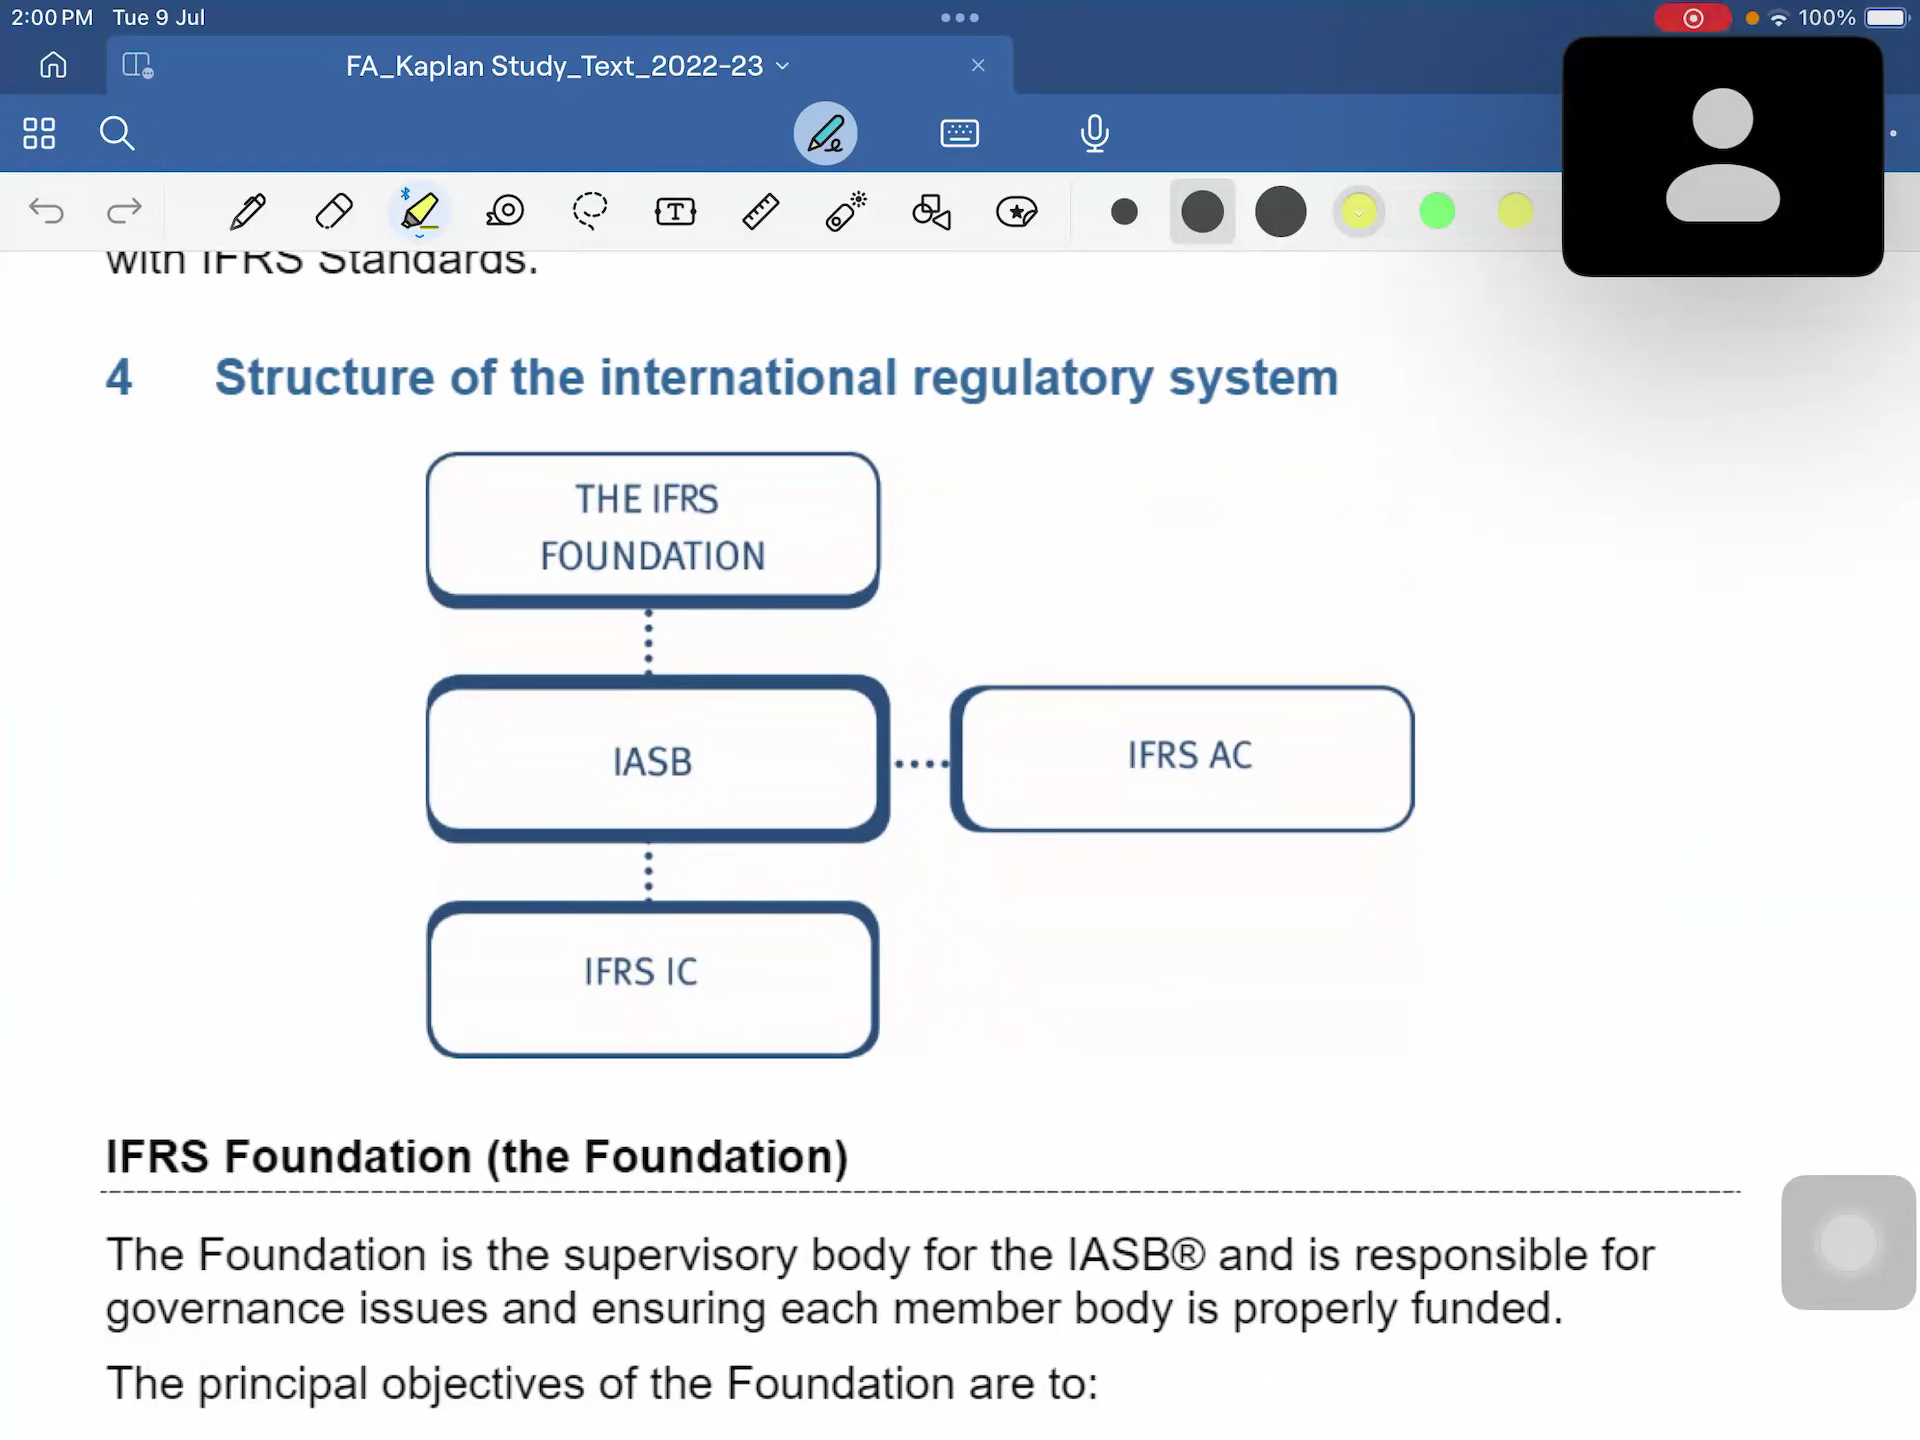 2:00 PM Tue 9 Jul
100%
FA_Kaplan Study_Text_2022-23
with IFRS Standards.
4 Structure of the international regulatory system
THE IFRS
FOUNDATION
IASB
IFRS AC
IFRS IC
IFRS Foundation (the Foundation)
The Foundation is the supervisory body for the IASB® and is responsible for
governance issues and ensuring each member body is properly funded.
The principal objectives of the Foundation are to: